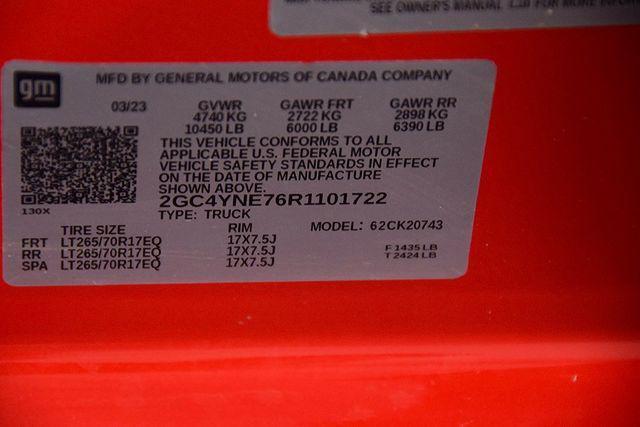 SEE OWNER'S MANUAL
FOR MORE
gm
MFD BY GENERAL MOTORS OF CANADA COMPANY
03/23 GVWR GAWR FRT GAWR RR
4740 KG 2722 KG 2898 KG
10450 LB 6000 LB 6390 LB
THIS VEHICLE CONFORMS TO ALL
APPLICABLE U.S. FEDERAL MOTOR
VEHICLE SAFETY STANDARDS IN EFFECT
ON THE DATE OF MANUFACTURE
SHOWN ABOVE.
2GC4YNE76R1101722
130X
TYPE: TRUCK
TIRE SIZE RIM MODEL: 62CK20743
FRT LT265/70R17EQ 17X7.5J
RR LT265/70R17EQ 17X7.5J F 1435 LB
SPA LT265/70R17EQ 17X7.5J T 2424 LB